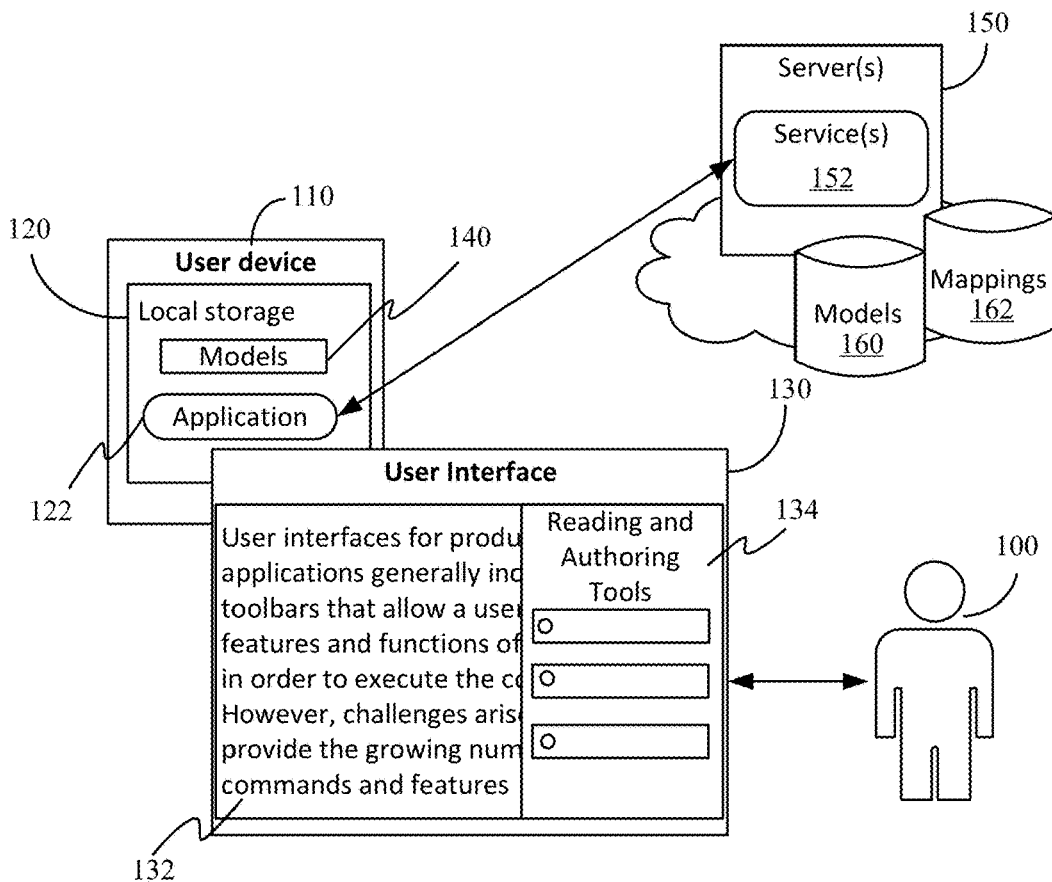 150
Server(s)
Service(s)
152
110
120
140
User device
Local storage
Models
Mappings
162
Models
160
Application
130
122
User Interface
134
Reading and
Authoring
Tools
User interfaces for produ
applications generally inc
toolbars that allow a user
features and functions of
in order to execute the co
However, challenges arise
provide the growing num
commands and features
100
132